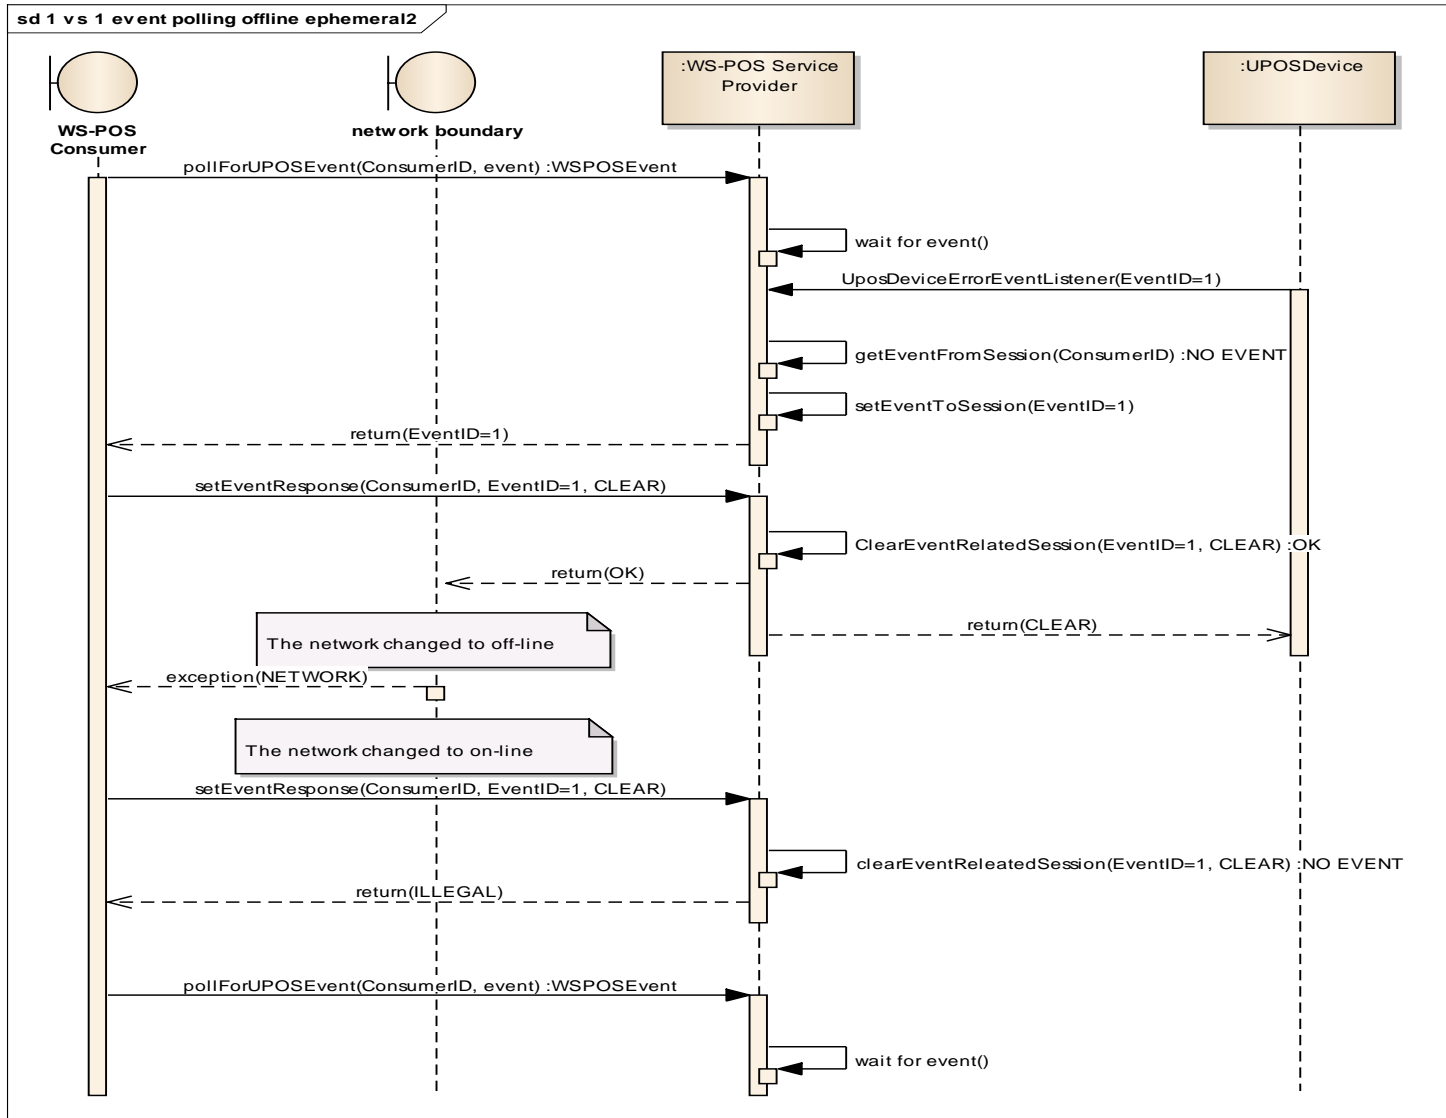 sd 1 vs 1 event polling offline ephemeral2
WS-POS
Consumer
network boundary
:WS-POS Service
Provider
:UPOSDevice
pollForUPOSEvent(ConsumerID, event) :WSPOSEvent
wait for event()
UposDeviceErrorEventListener(EventID=1)
getEventFromSession(ConsumerID) :NO EVENT
setEventToSession(EventID=1)
return(EventID=1)
setEventResponse(ConsumerID, EventID=1, CLEAR)
ClearEventRelatedSession(EventID=1, CLEAR) :OK
return(OK)
return(CLEAR)
The network changed to off-line
exception(NETWORK)
The network changed to on-line
setEventResponse(ConsumerID, EventID=1, CLEAR)
clearEventReleatedSession(EventID=1, CLEAR) :NO EVENT
return(ILLEGAL)
pollForUPOSEvent(ConsumerID, event) :WSPOSEvent
wait for event()